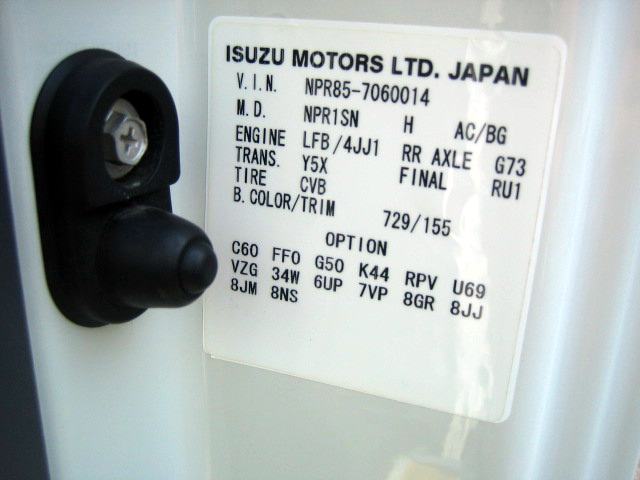 ISUZU MOTORS LTD. JAPAN
V.I.N. NPR85-7060014
M.D. NPR1SN H AC/BG
ENGINE LFB/4JJ1 RR AXLE G73
TRANS. Y5X FINAL RU1
TIRE CVB
B.COLOR/TRIM 729/155
OPTION
C60 FF0 G50 K44 RPV U69
VZG 34W 6UP 7VP 8GR 8JJ
8JM 8NS